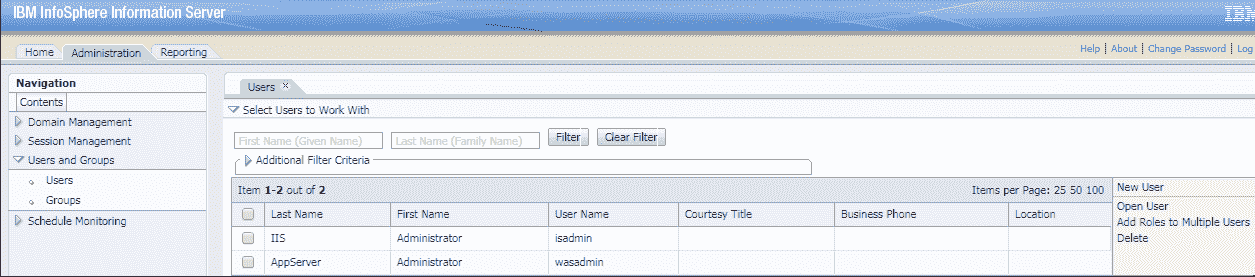 IBM InfoSphere Information Server
IBM
Home Administration Reporting
Help | About | Change Password | Log
Navigation
Contents
Domain Management
Session Management
Users and Groups
Users
Groups
Schedule Monitoring
Users
Select Users to Work With
First Name (Given Name) Last Name (Family Name) Filter Clear Filter
Additional Filter Criteria
Item 1-2 out of 2 Items per Page: 25 50 100
Last Name First Name User Name Courtesy Title Business Phone Location
IIS Administrator isadmin
AppServer Administrator wasadmin
New User
Open User
Add Roles to Multiple Users
Delete